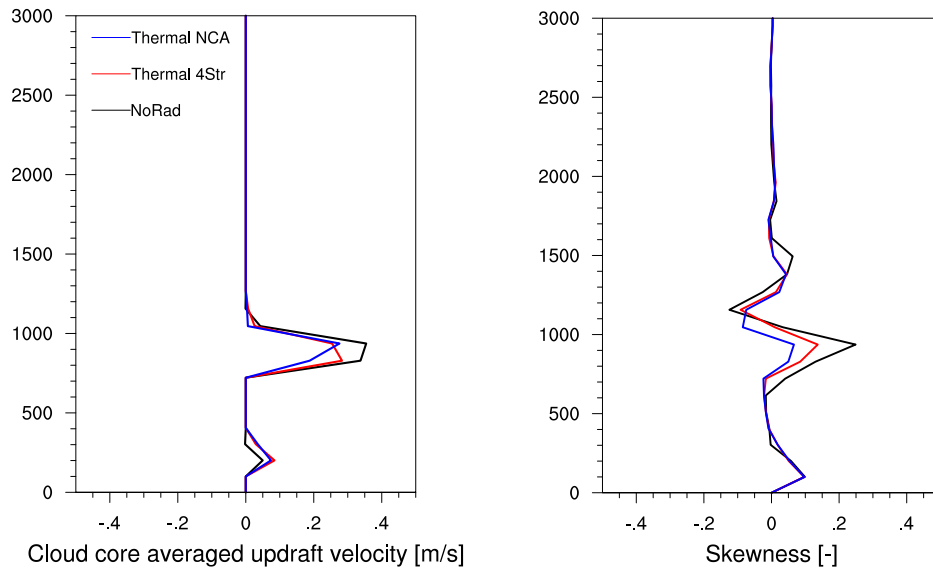 3000
2500
2000
1500
1000
500
0
Thermal NCA
Thermal 4Str
NoRad
-.4 -.2 0 .2 .4
Cloud core averaged updraft velocity [m/s]
3000
2500
2000
1500
1000
500
0
-.4 -.2 0 .2 .4
Skewness [-]